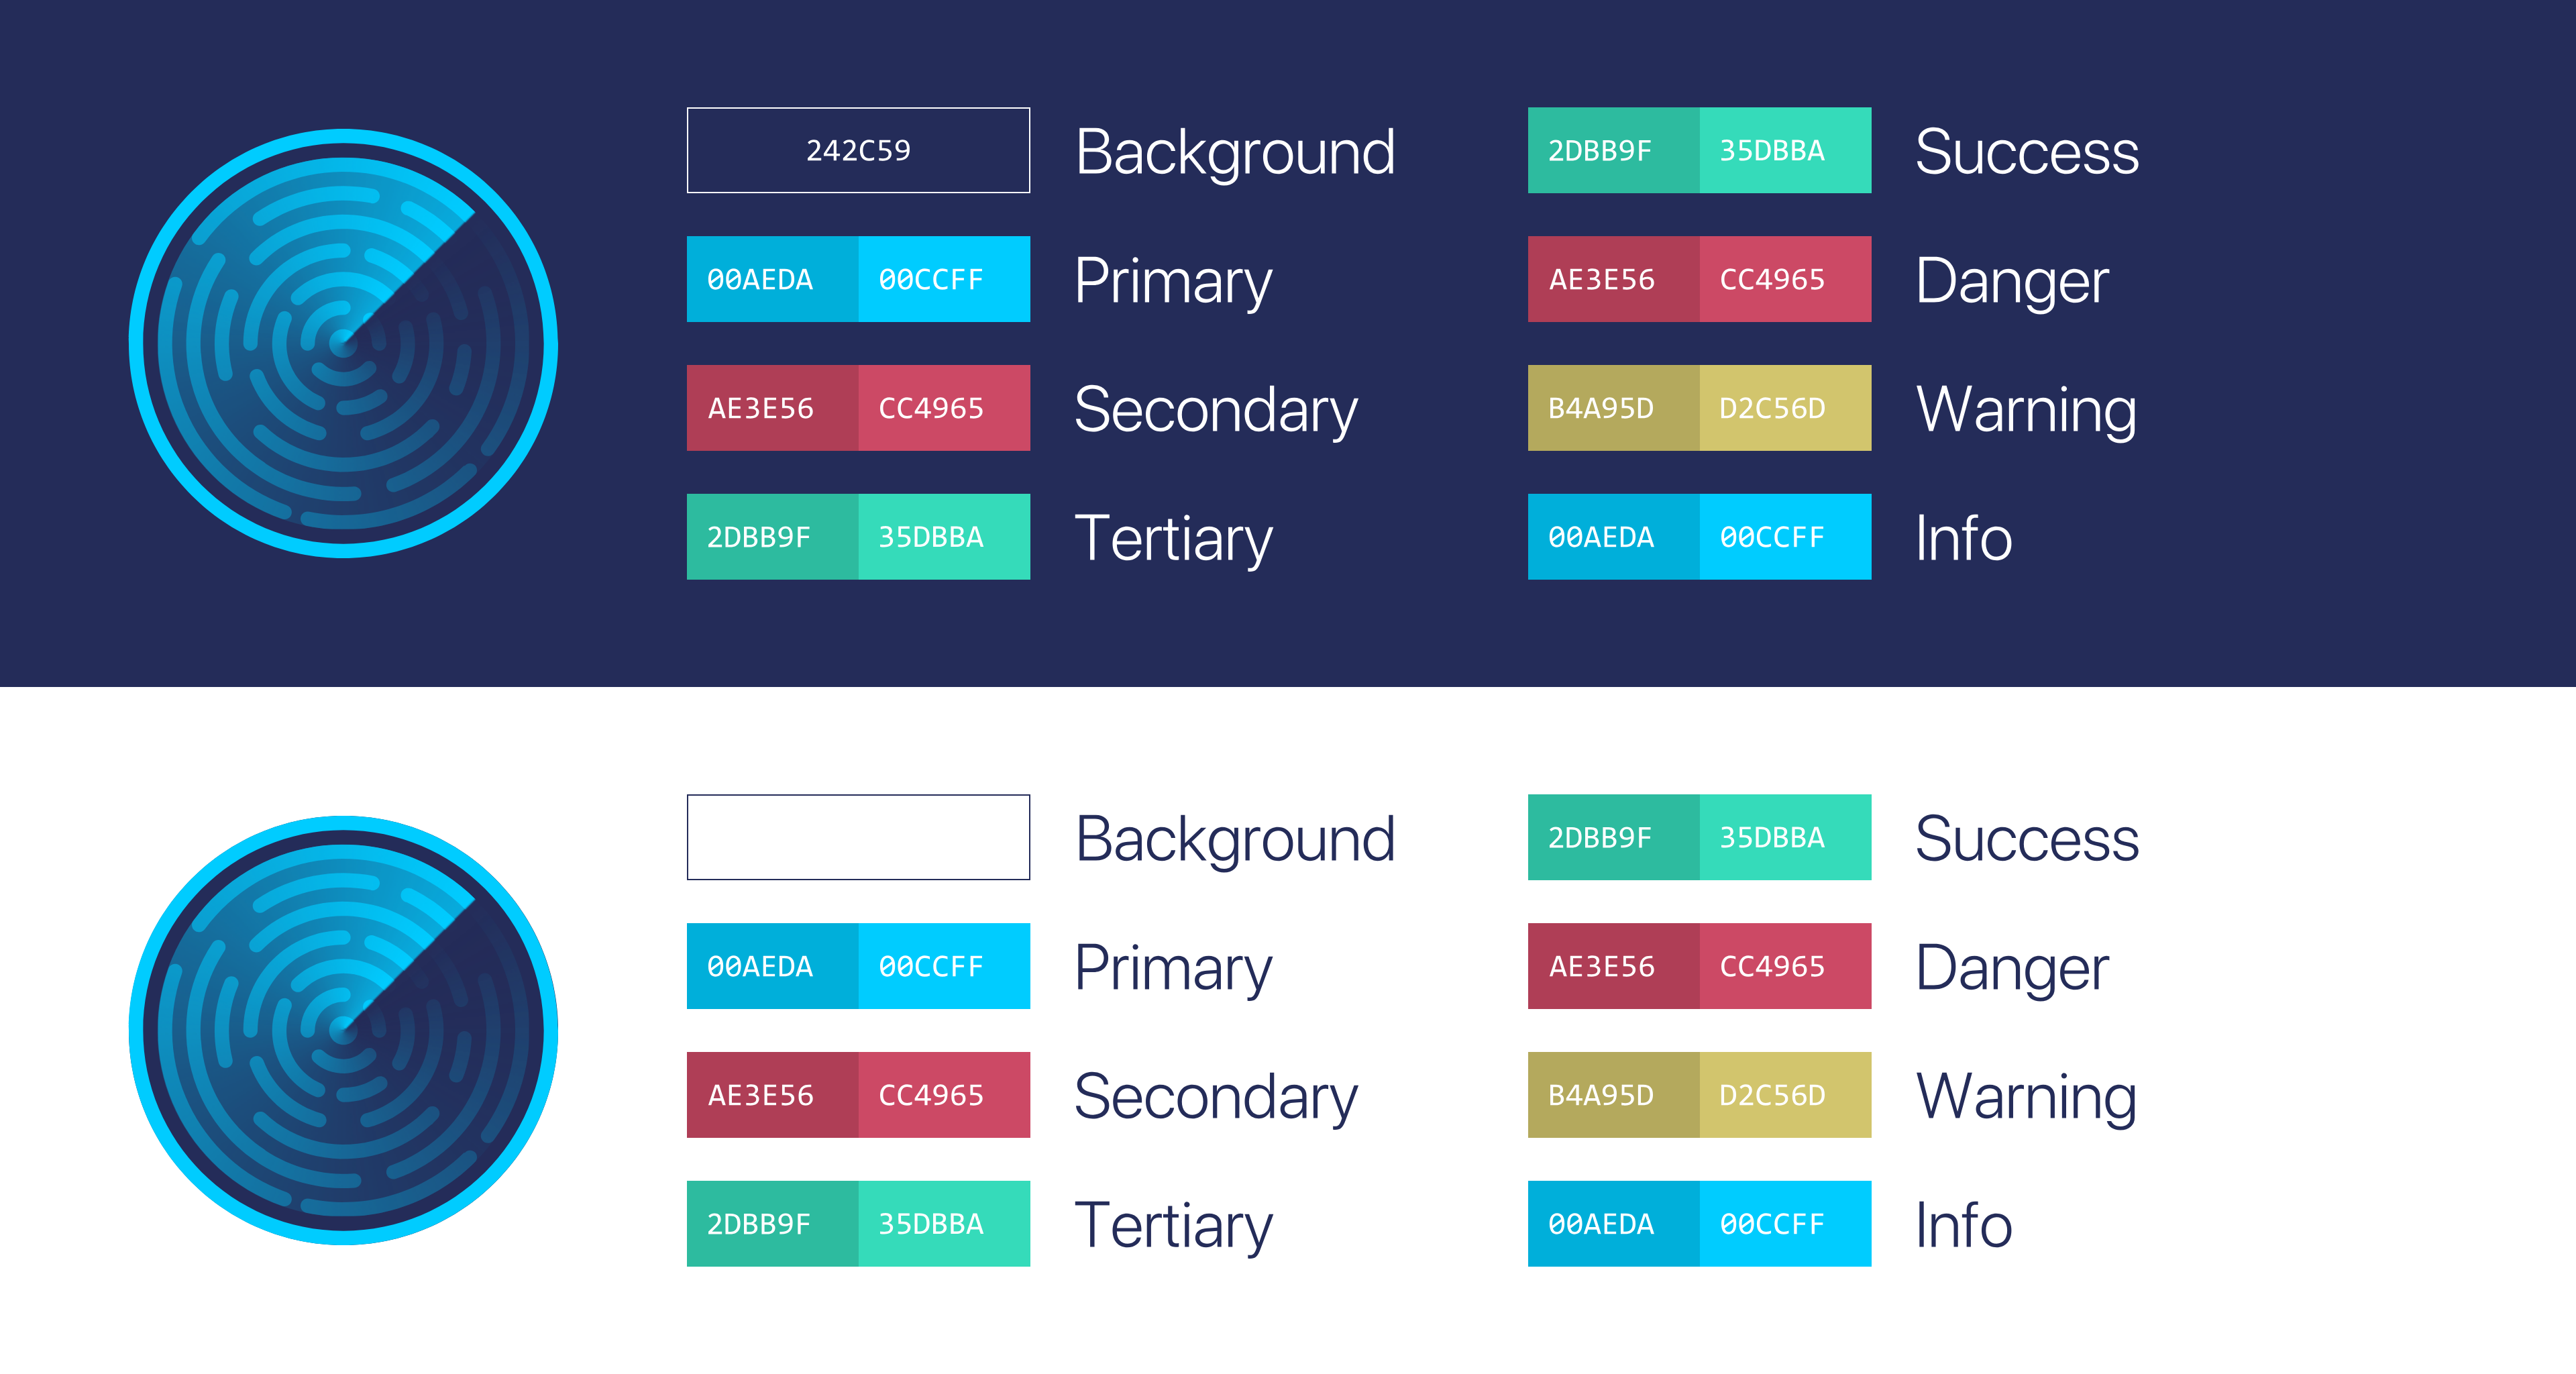 242C59 Background 2DBB9F 35DBBA Success
00AEDA 00CCFF Primary AE3E56 CC4965 Danger
AE3E56 CC4965 Secondary B4A95D D2C56D Warning
2DBB9F 35DBBA Tertiary 00AEDA 00CCFF Info
Background 2DBB9F 35DBBA Success
00AEDA 00CCFF Primary AE3E56 CC4965 Danger
AE3E56 CC4965 Secondary B4A95D D2C56D Warning
2DBB9F 35DBBA Tertiary 00AEDA 00CCFF Info